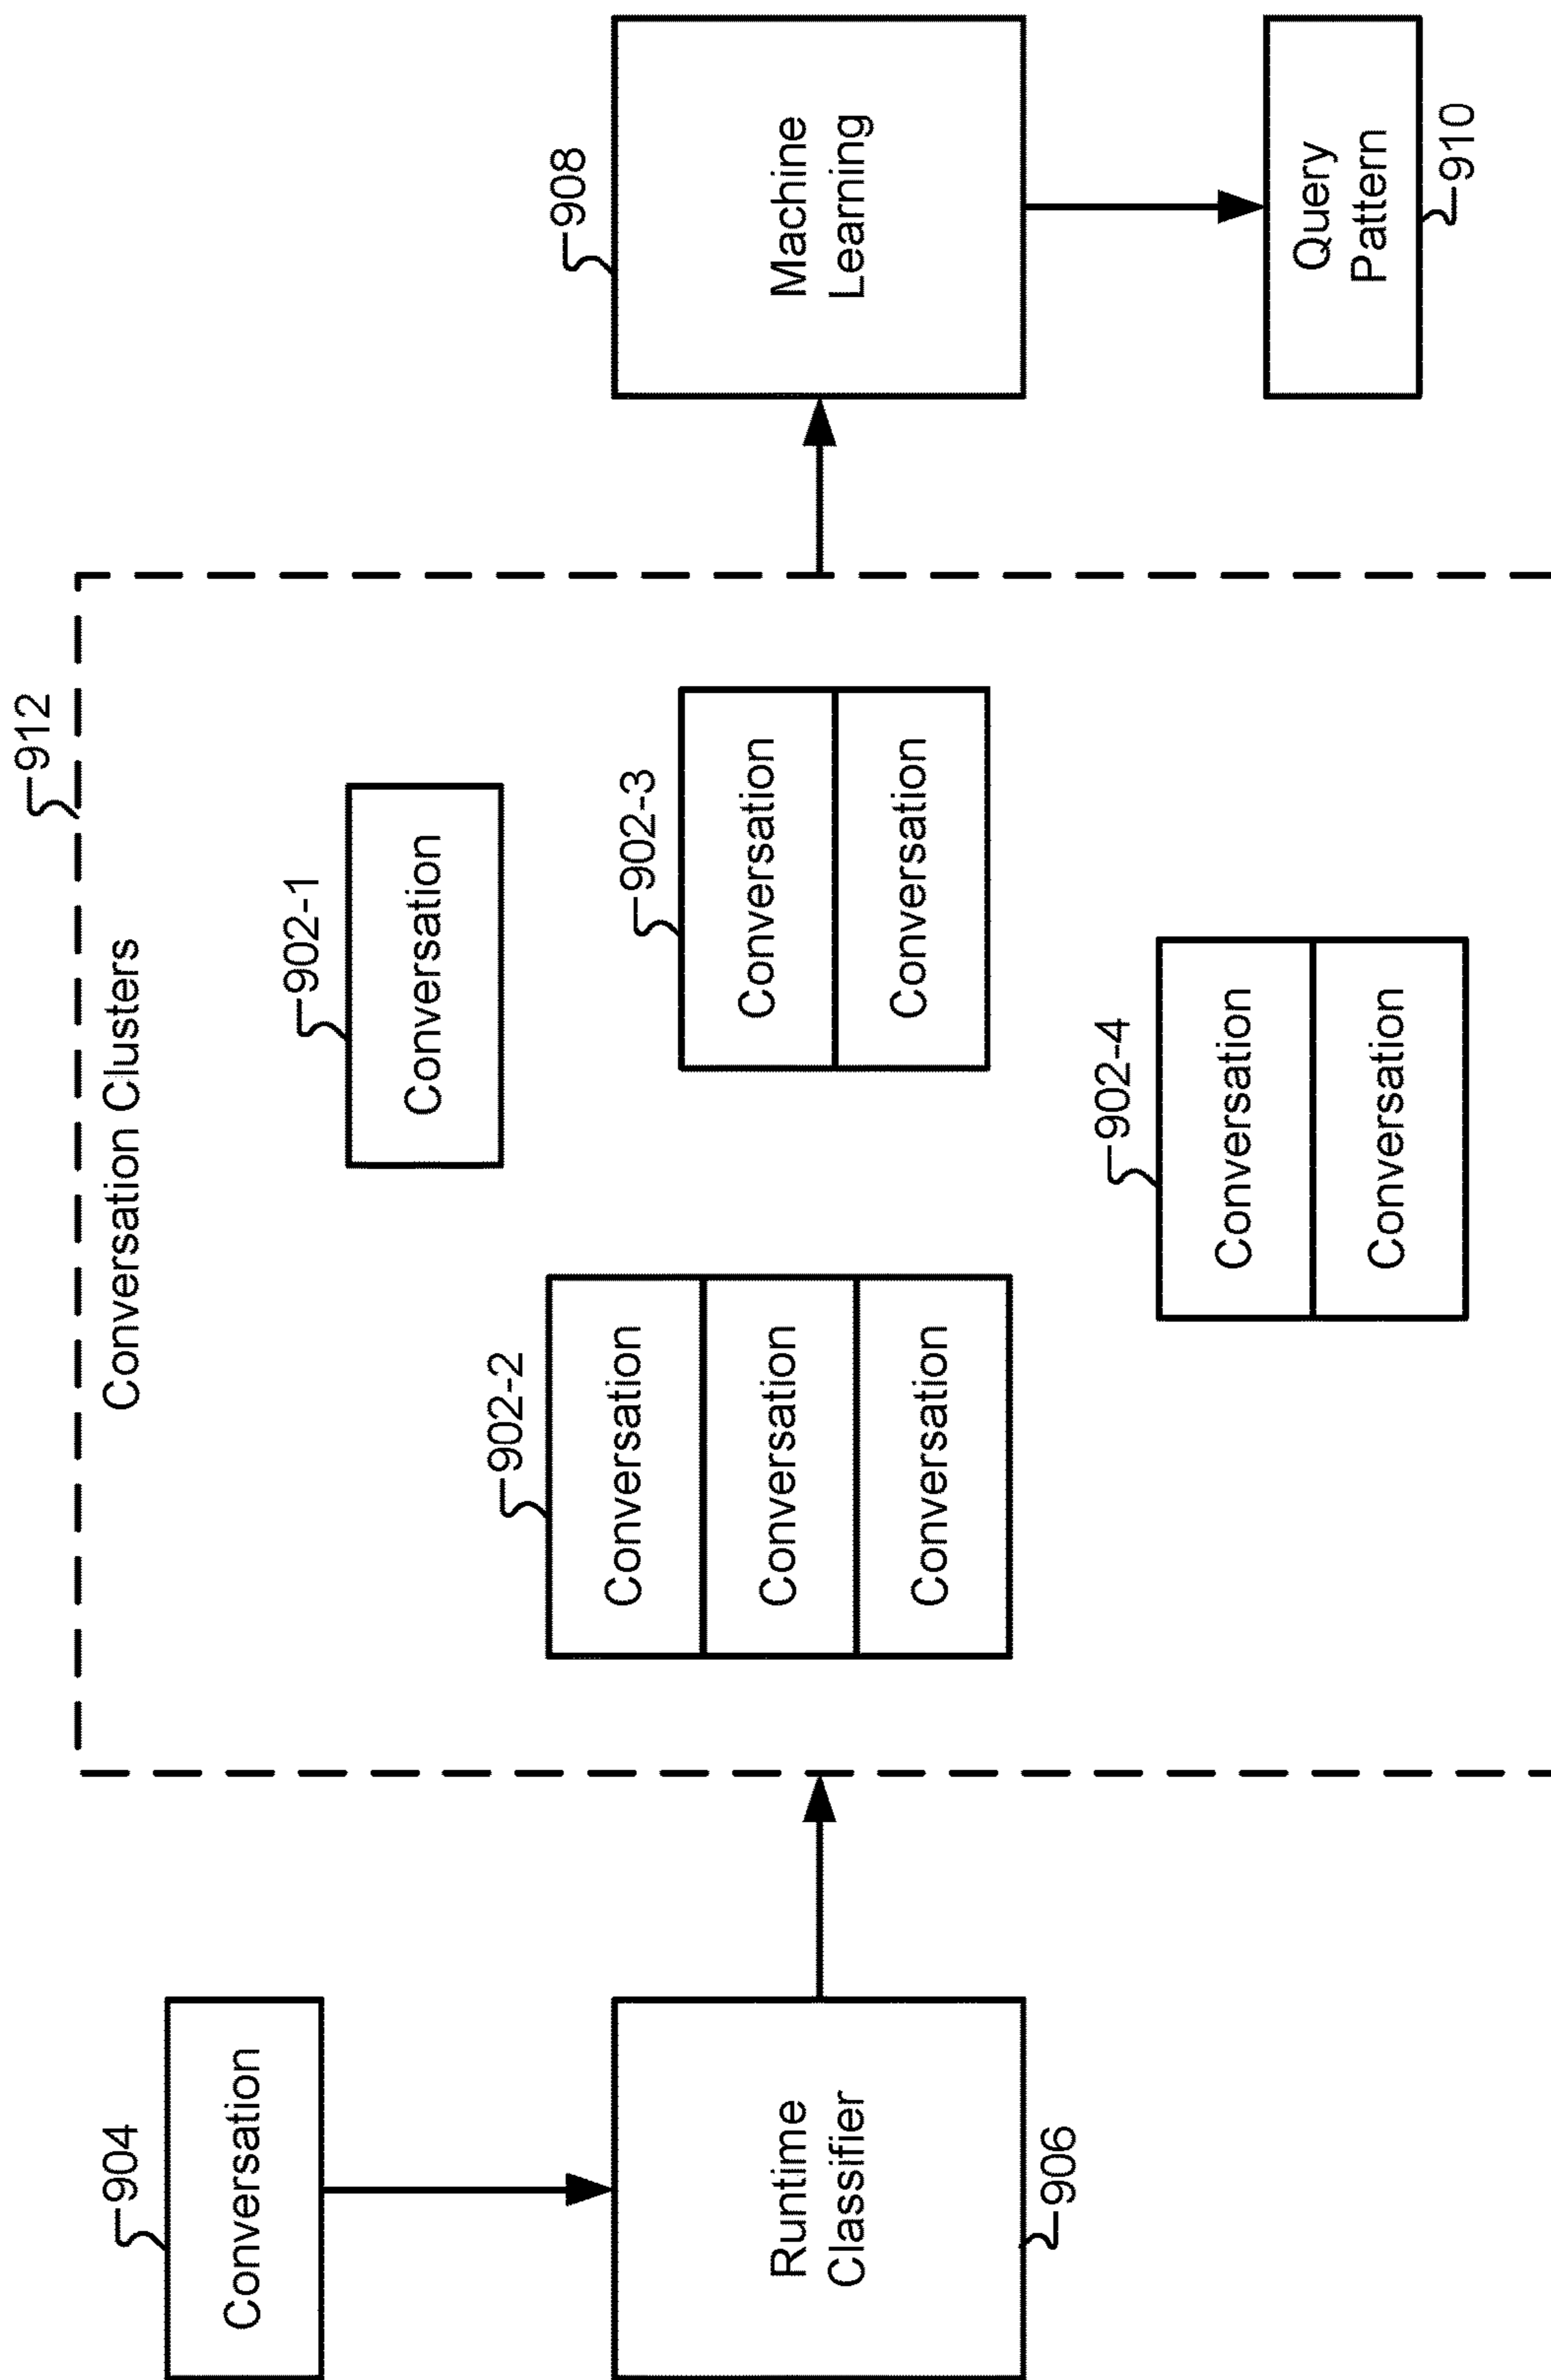 904
Conversation
Runtime
Classifier
906
912
Conversation Clusters
902-1
Conversation
902-2
Conversation
Conversation
Conversation
902-3
Conversation
Conversation
902-4
Conversation
Conversation
908
Machine
Learning
Query
Pattern
910